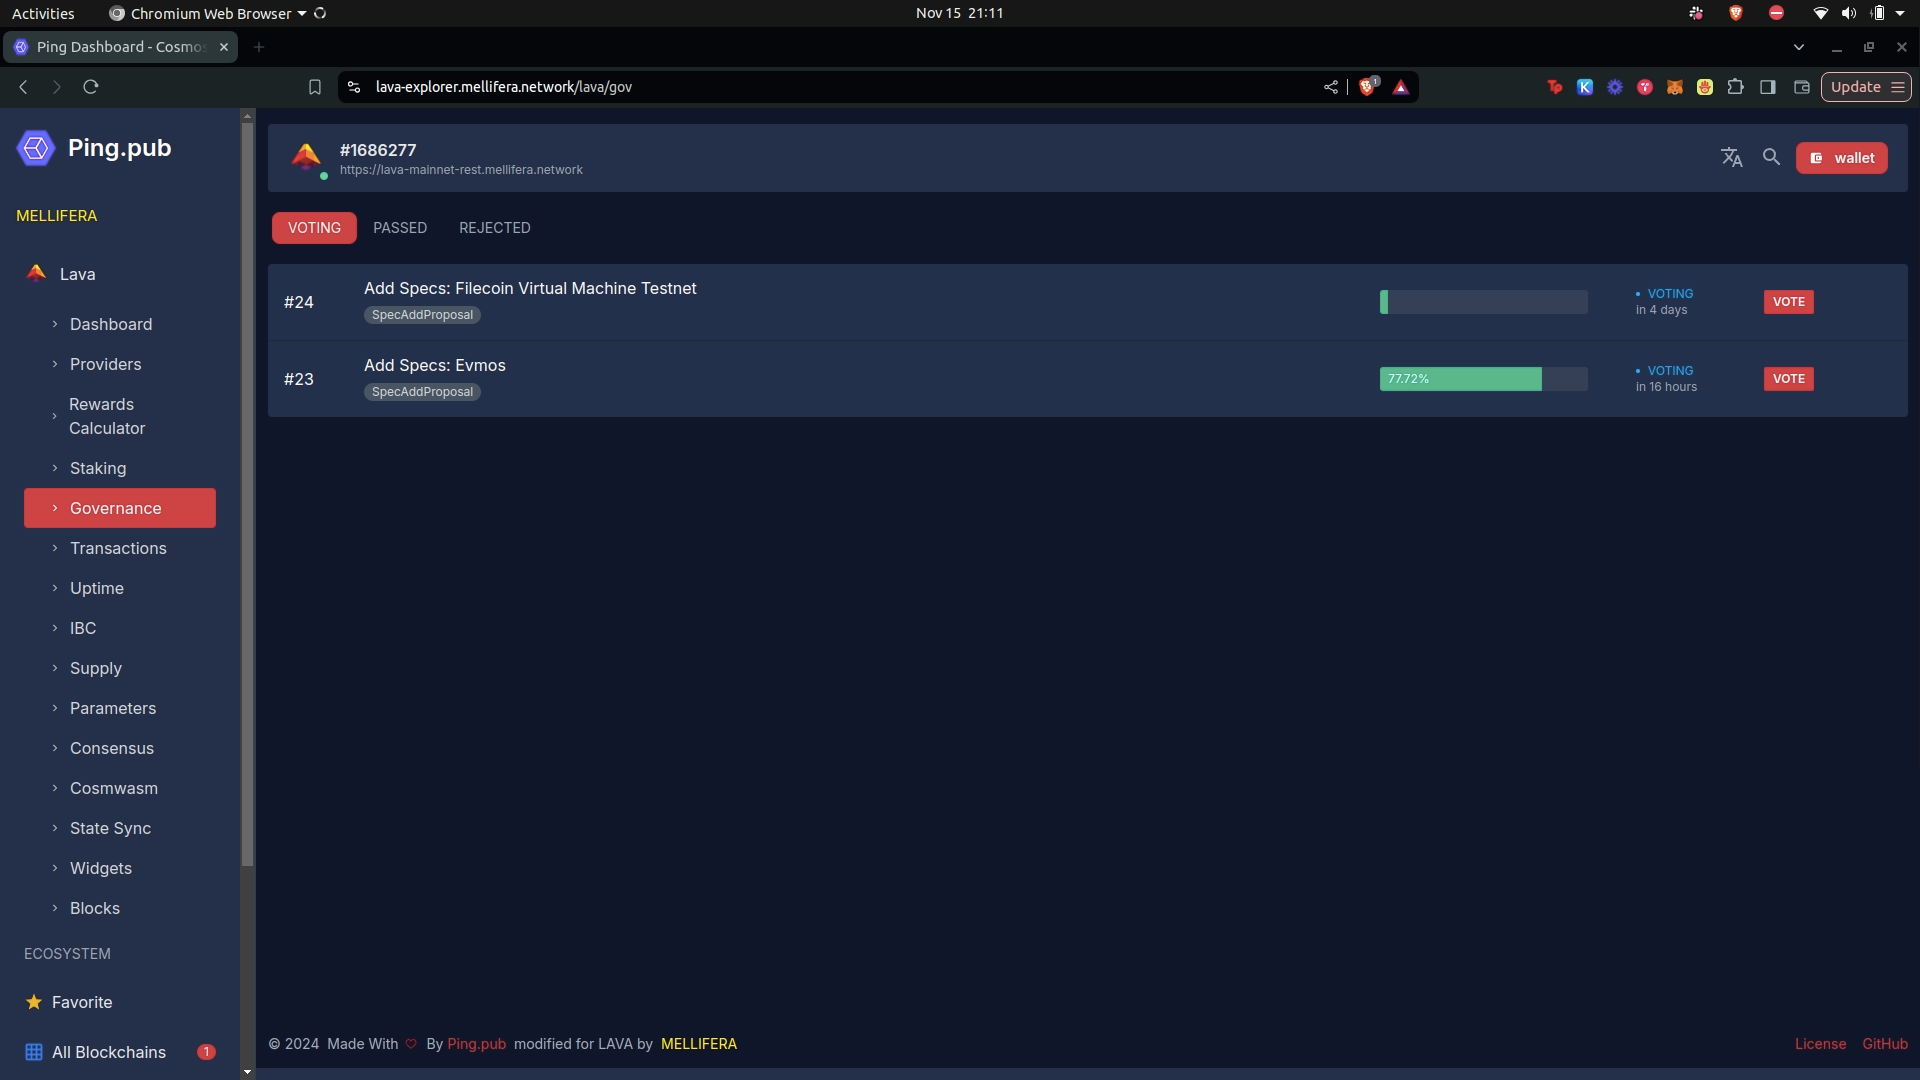 Activities
Chromium Web Browser
Nov 15 21:11
Ping Dashboard - Cosmo
lava-explorer.mellifera.network/lava/gov
1
Update
Ping.pub
#1686277
https://lava-mainnet-rest.mellifera.network
wallet
MELLIFERA
VOTING
PASSED
REJECTED
Lava
Dashboard
Providers
Rewards
Calculator
Staking
Governance
Transactions
Uptime
IBC
Supply
Parameters
Consensus
Cosmwasm
State Sync
Widgets
Blocks
ECOSYSTEM
Favorite
All Blockchains
1
#24
Add Specs: Filecoin Virtual Machine Testnet
SpecAddProposal
VOTING
in 4 days
VOTE
#23
Add Specs: Evmos
SpecAddProposal
77.72%
VOTING
in 16 hours
VOTE
© 2024 Made With ♡ By Ping.pub modified for LAVA by MELLIFERA
License
GitHub